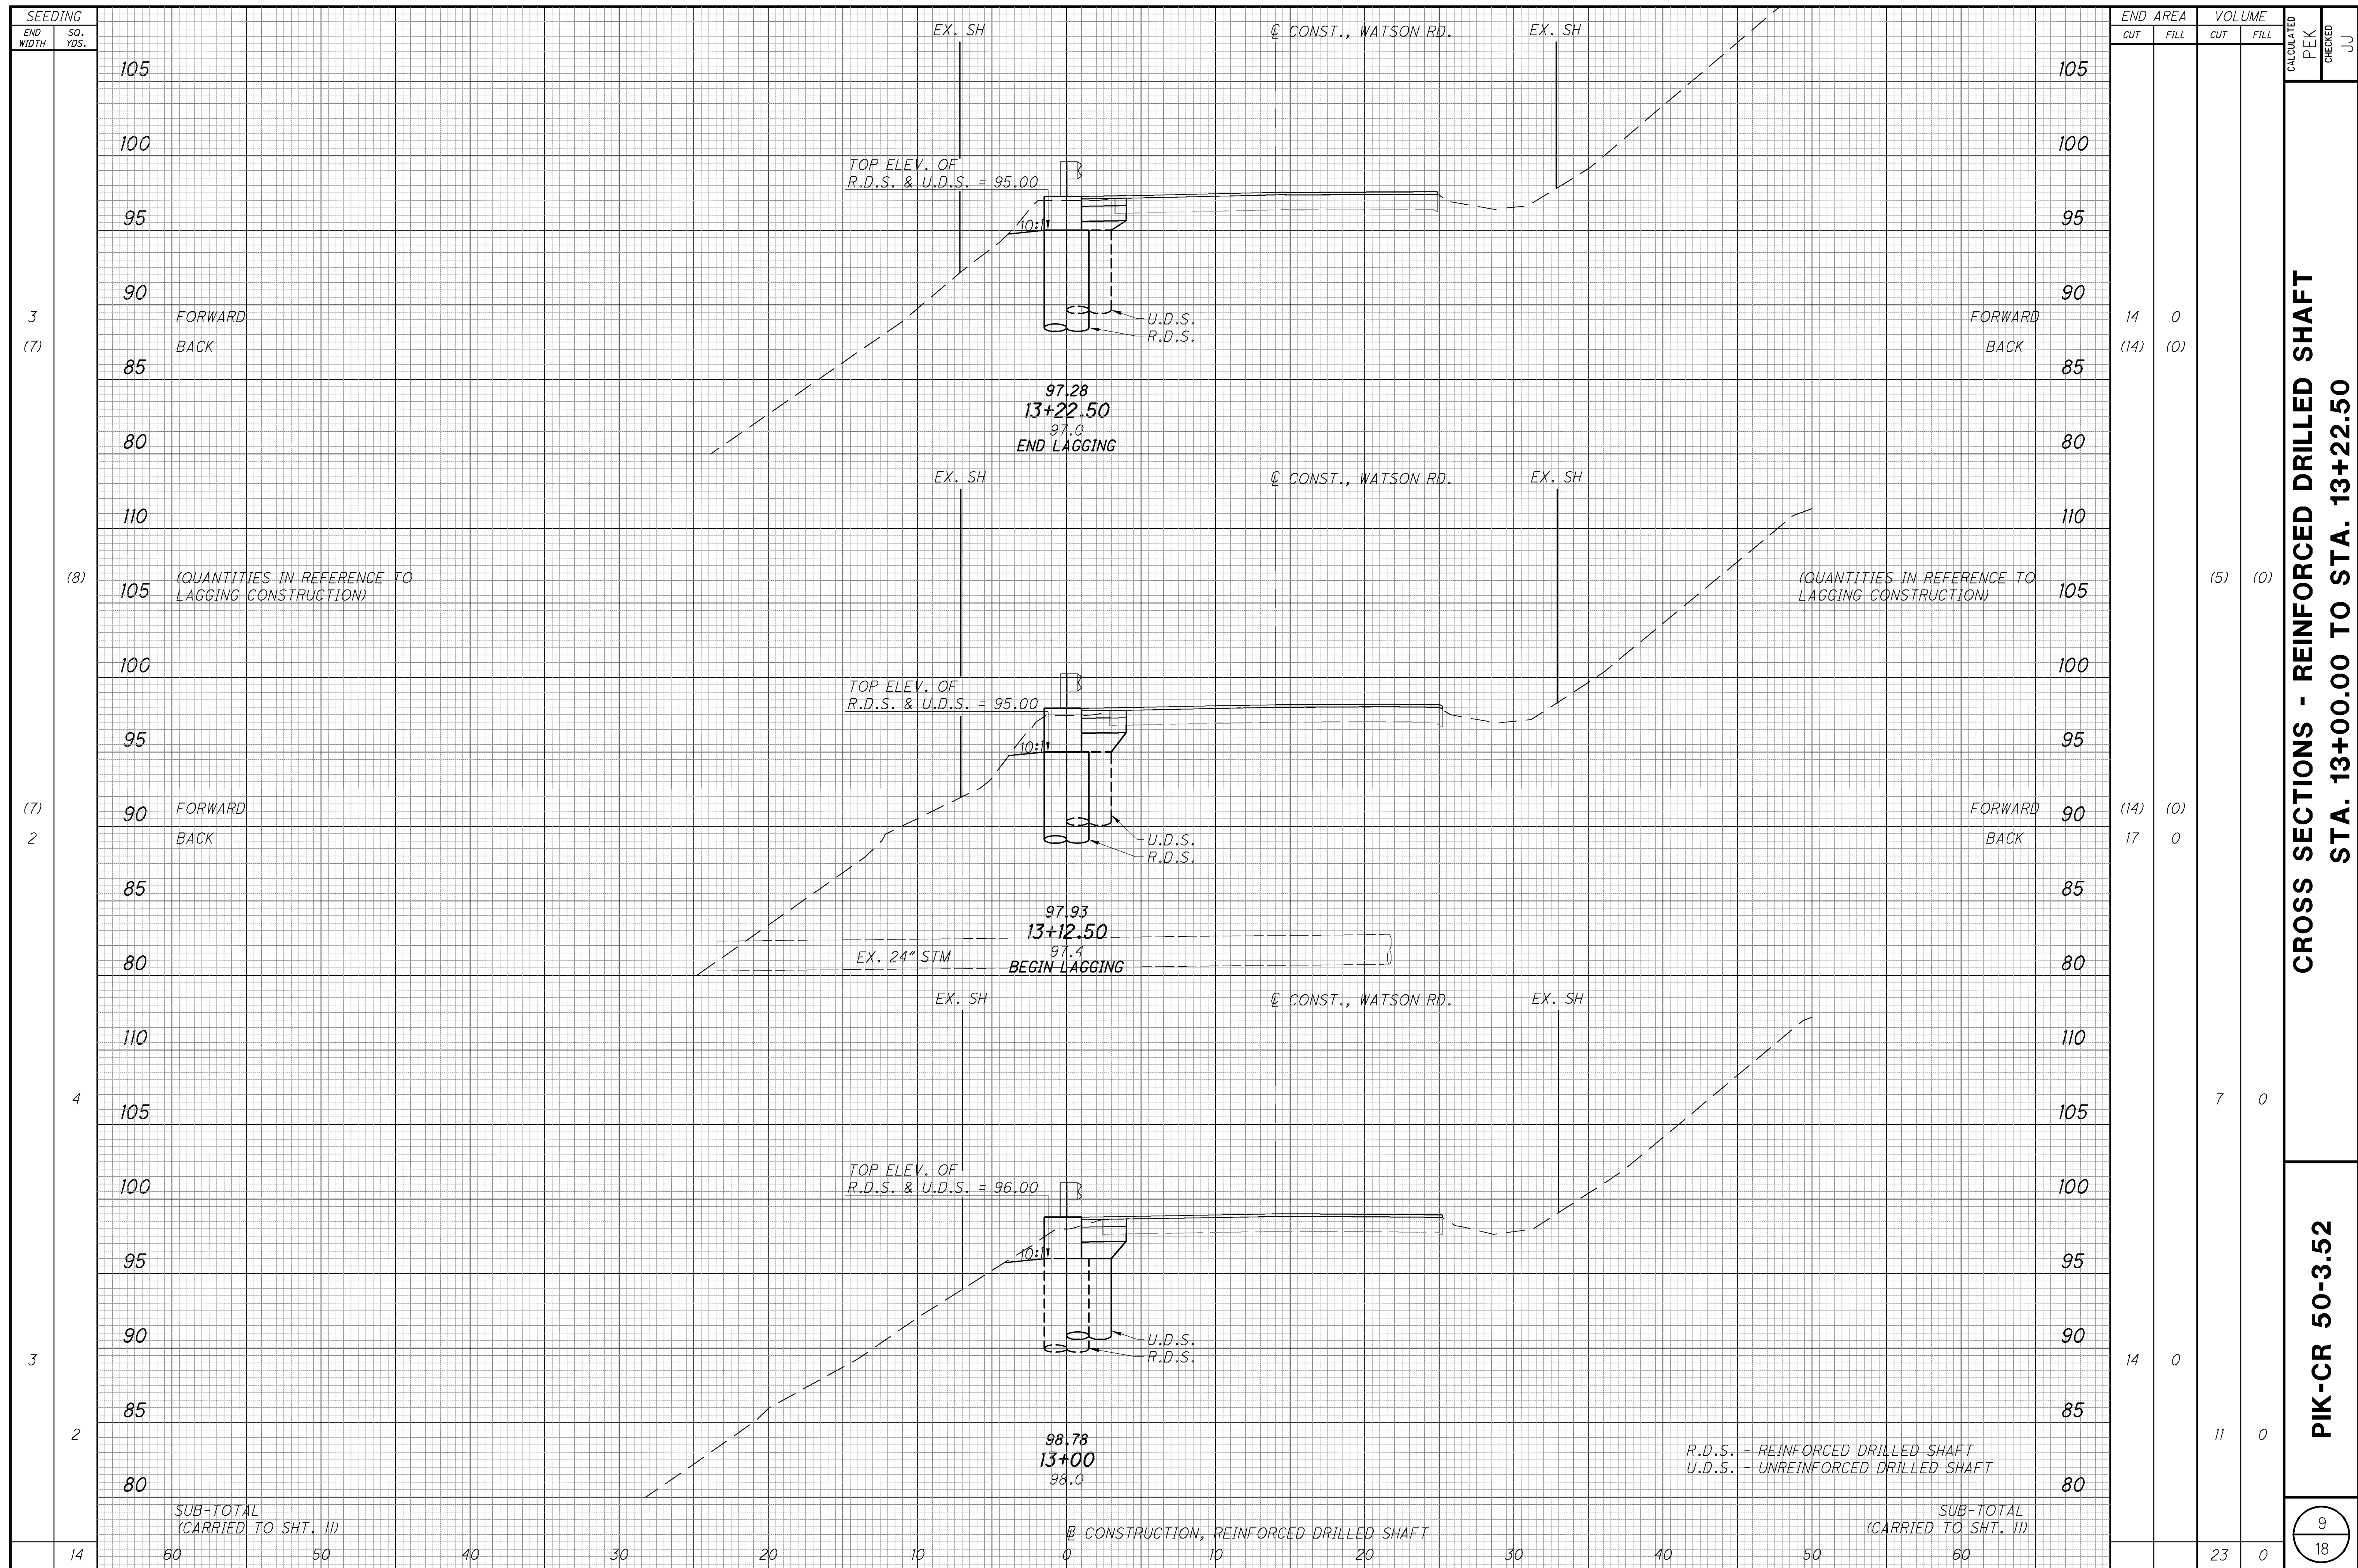 SEEDING
END WIDTH
SQ. YDS.
END AREA
VOLUME
CUT
FILL
CUT
FILL
CALCULATED
PEK
CHECKED
JJ
EX. SH
℄ CONST., WATSON RD.
EX. SH
105
105
100
100
TOP ELEV. OF
R.D.S. & U.D.S. = 95.00
95
10:1
95
90
90
3
FORWARD
U.D.S.
FORWARD
14
0
R.D.S.
(7)
BACK
BACK
(14)
(0)
85
85
97.28
13+22.50
97.0
END LAGGING
80
80
EX. SH
℄ CONST., WATSON RD.
EX. SH
110
110
(8)
(QUANTITIES IN REFERENCE TO
LAGGING CONSTRUCTION)
(QUANTITIES IN REFERENCE TO
LAGGING CONSTRUCTION)
(5)
(0)
105
105
100
100
TOP ELEV. OF
R.D.S. & U.D.S. = 95.00
95
10:1
95
(7)
FORWARD
FORWARD
(14)
(0)
90
90
2
BACK
U.D.S.
BACK
17
0
R.D.S.
85
85
97.93
13+12.50
97.4
BEGIN LAGGING
EX. 24" STM
80
80
EX. SH
℄ CONST., WATSON RD.
EX. SH
110
110
4
7
0
105
105
TOP ELEV. OF
R.D.S. & U.D.S. = 96.00
100
100
95
10:1
95
90
90
U.D.S.
R.D.S.
3
14
0
85
85
2
11
0
98.78
13+00
98.0
R.D.S. - REINFORCED DRILLED SHAFT
U.D.S. - UNREINFORCED DRILLED SHAFT
80
80
SUB-TOTAL
(CARRIED TO SHT. 11)
SUB-TOTAL
(CARRIED TO SHT. 11)
B CONSTRUCTION, REINFORCED DRILLED SHAFT
14
60 50 40 30 20 10 0 10 20 30 40 50 60
23
0
CROSS SECTIONS - REINFORCED DRILLED SHAFT
STA. 13+00.00 TO STA. 13+22.50
PIK-CR 50-3.52
9
18